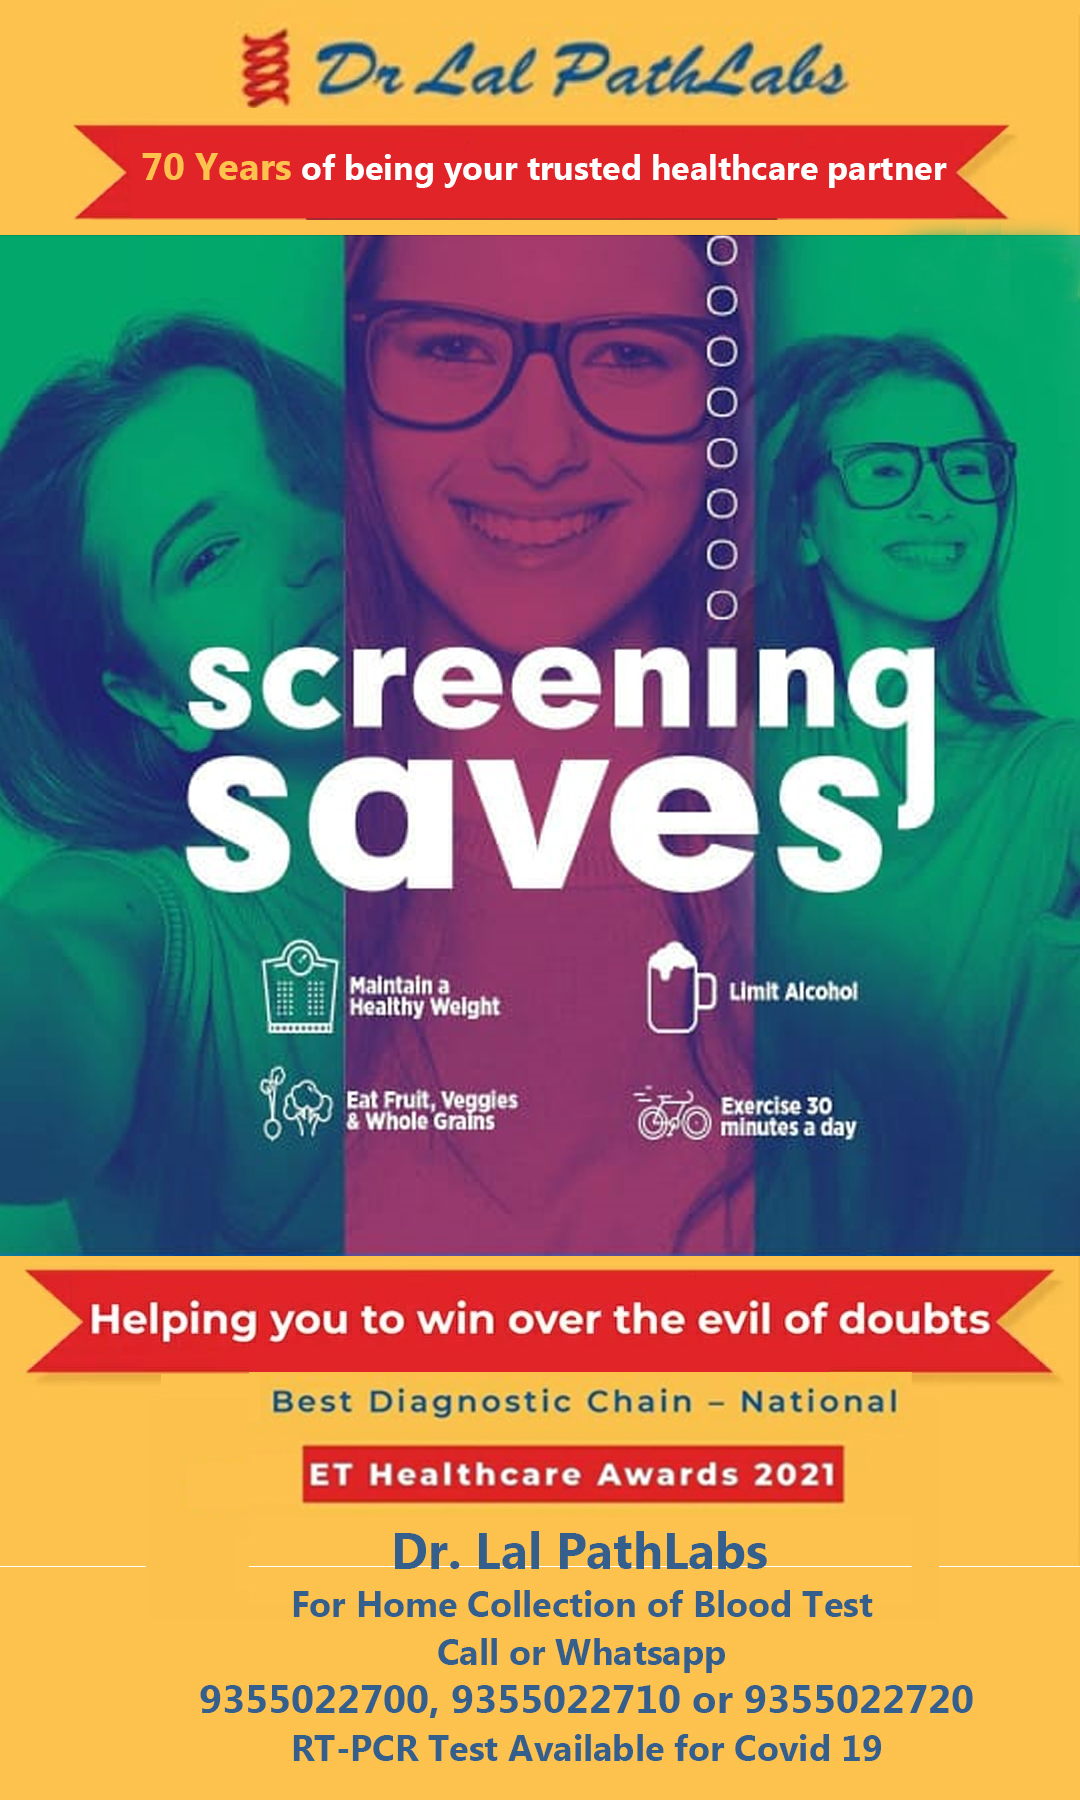 Dr Lal PathLabs
70 Years of being your trusted healthcare partner
screening
saves
Maintain a
Healthy Weight
Limit Alcohol
Eat Fruit, Veggies
& Whole Grains
Exercise 30
minutes a day
Helping you to win over the evil of doubts
Best Diagnostic Chain – National
ET Healthcare Awards 2021
Dr. Lal PathLabs
For Home Collection of Blood Test
Call or Whatsapp
9355022700, 9355022710 or 9355022720
RT-PCR Test Available for Covid 19